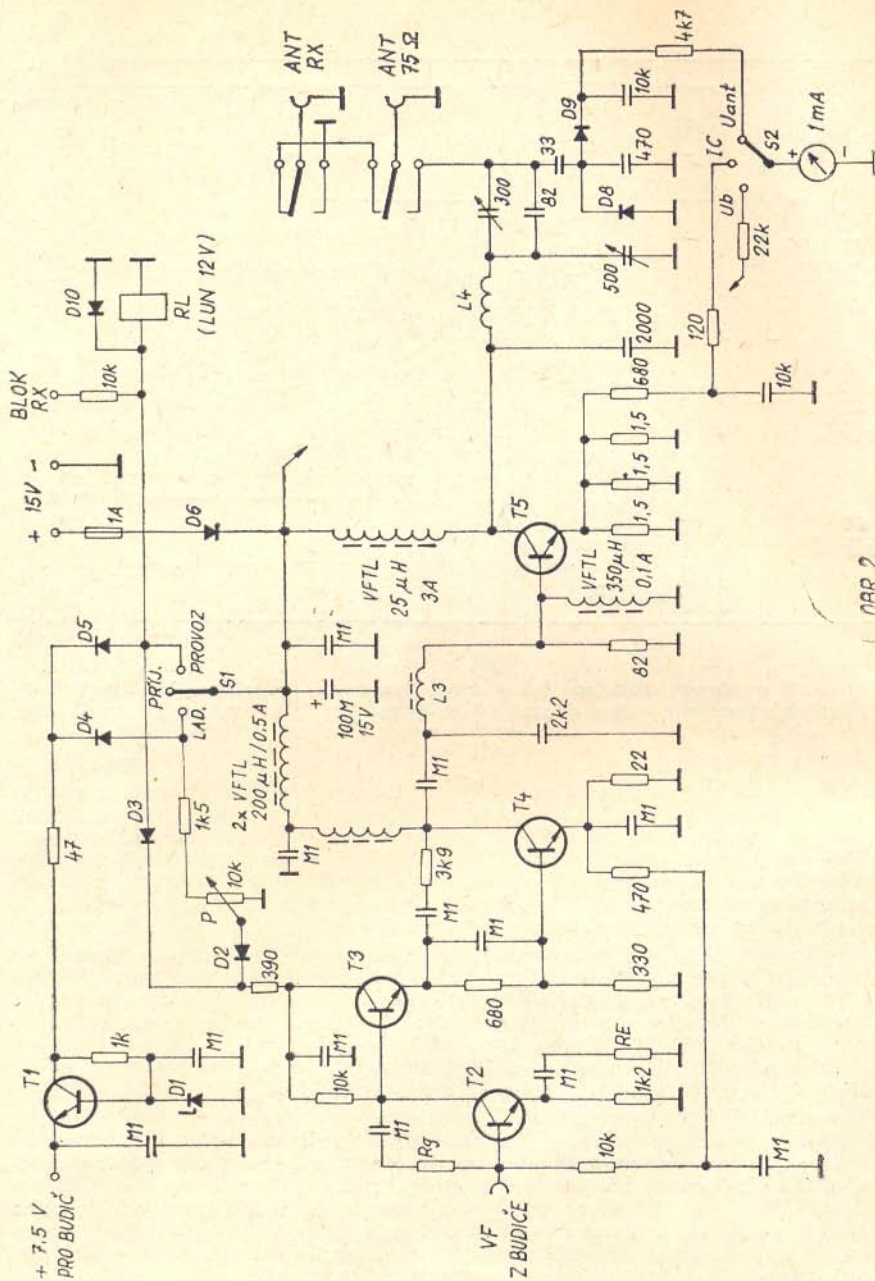 + 7,5 V
PRO BUDIČ
T1
M1
1k
D1
M1
47
D3
D4
D5
PŘIJ.
PROVOZ
LAD.
S1
1k5
P
10k
D2
390
+ 15V -
1A
D6
BLOK
RX
10k
D10
RL
(LUN 12V)
ANT
RX
ANT
75 Ω
2x VFTL
200μH/0.5A
M1
+
100M
15V
M1
VFTL
25μH
3A
VF
Z BUDIČE
Rg
M1
10k
M1
T3
T2
M1
1k2
RE
10k
M1
680
M1
330
M1
3k9
T4
470
M1
22
M1
L3
2k2
82
VFTL
350μH
0,1A
T5
1,5
1,5
1,5
680
10k
120
2000
L4
500
300
82
33
D8
470
D9
10k
4k7
Ub
IC
Uant
S2
22k
+
1mA
-
OBR. 2